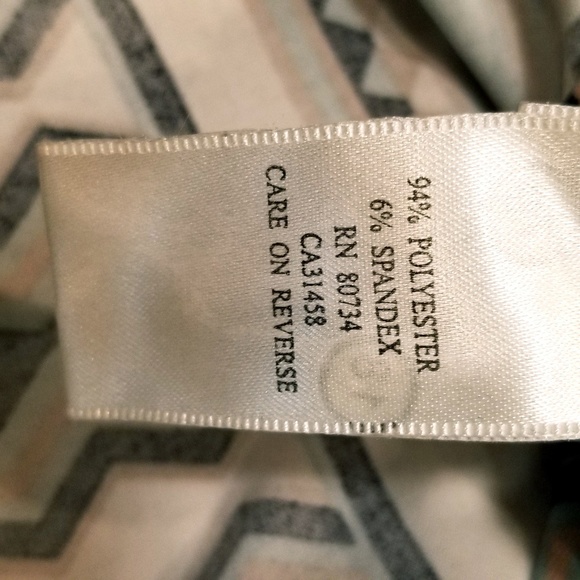 94% POLYESTER
6% SPANDEX
RN 80734
CA31458
CARE ON REVERSE